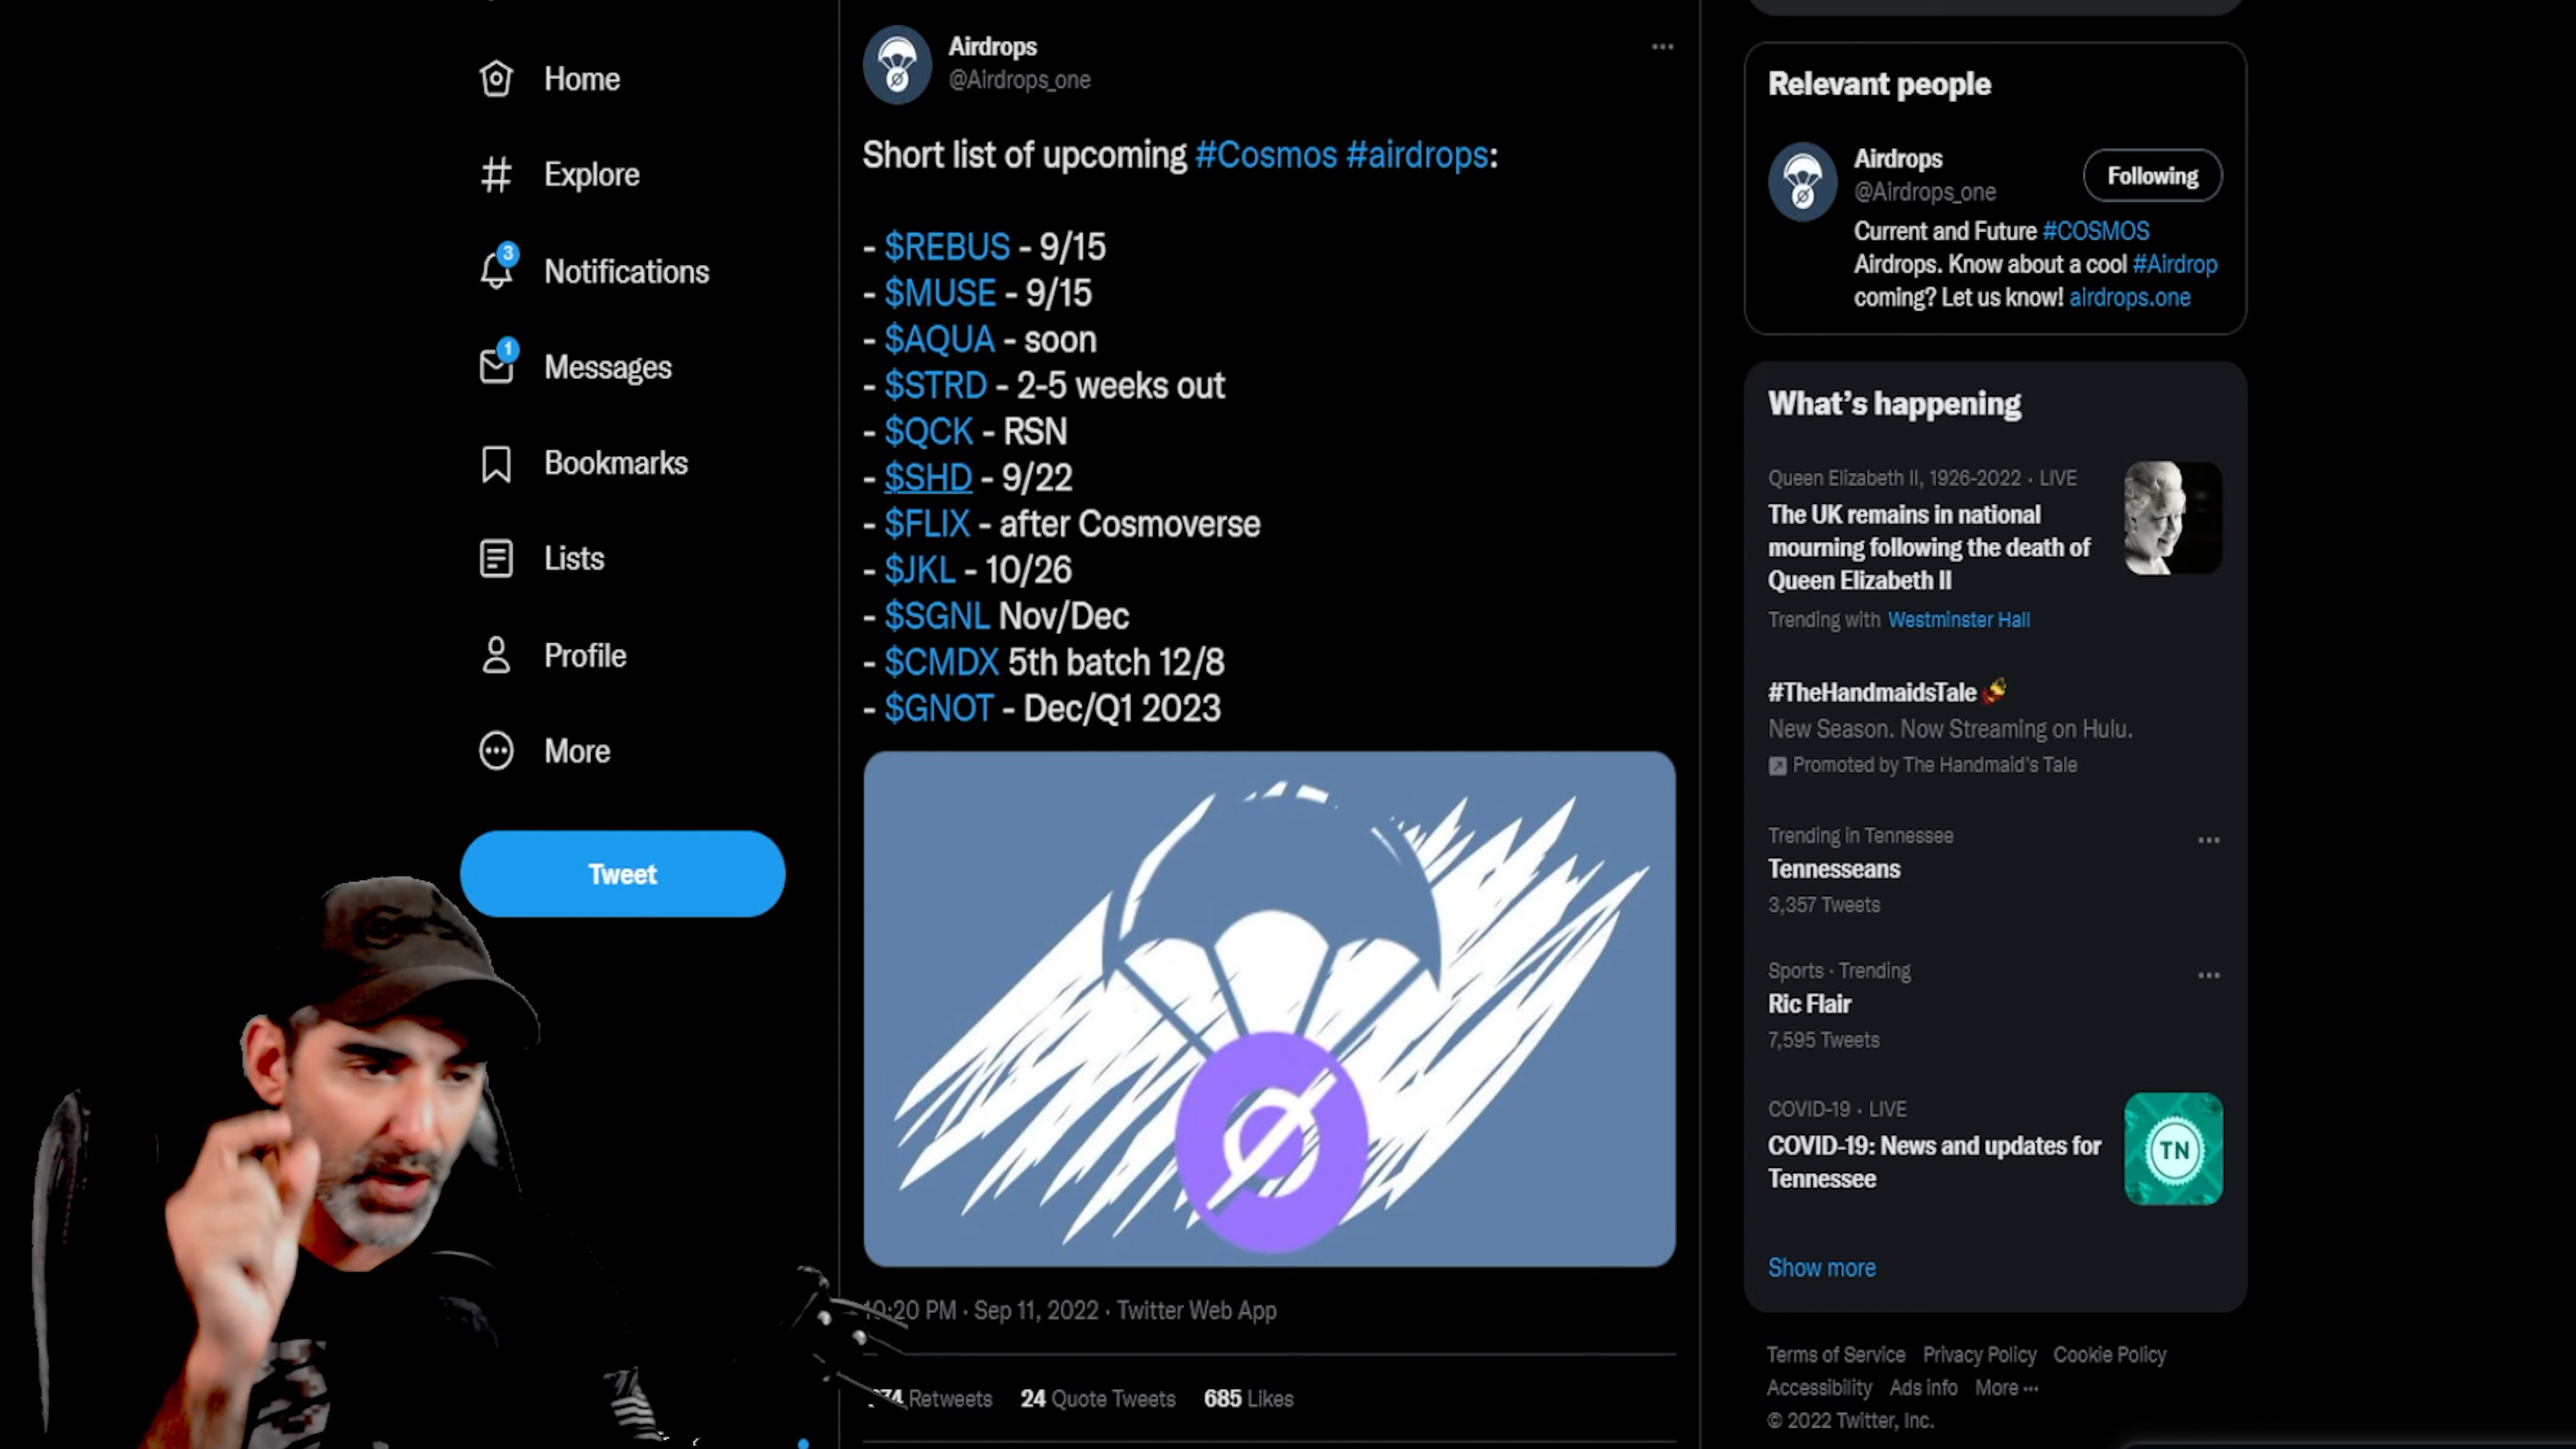 Home
Explore
3
Notifications
1
Messages
Bookmarks
Lists
Profile
More
Tweet
Airdrops
@Airdrops_one
Short list of upcoming #Cosmos #airdrops:
- $REBUS - 9/15
- $MUSE - 9/15
- $AQUA - soon
- $STRD - 2-5 weeks out
- $QCK - RSN
- $SHD - 9/22
- $FLIX - after Cosmoverse
- $JKL - 10/26
- $SGNL Nov/Dec
- $CMDX 5th batch 12/8
- $GNOT - Dec/Q1 2023
10:20 PM · Sep 11, 2022 · Twitter Web App
Retweets 24 Quote Tweets 685 Likes
Relevant people
Airdrops
@Airdrops_one
Following
Current and Future #COSMOS
Airdrops. Know about a cool #Airdrop
coming? Let us know! airdrops.one
What's happening
Queen Elizabeth II, 1926-2022 · LIVE
The UK remains in national
mourning following the death of
Queen Elizabeth II
Trending with Westminster Hall
#TheHandmaidsTale
New Season. Now Streaming on Hulu.
Promoted by The Handmaid's Tale
Trending in Tennessee
Tennesseans
3,357 Tweets
Sports · Trending
Ric Flair
7,595 Tweets
COVID-19 · LIVE
COVID-19: News and updates for
Tennessee
TN
Show more
Terms of Service Privacy Policy Cookie Policy
Accessibility Ads info More ···
© 2022 Twitter, Inc.